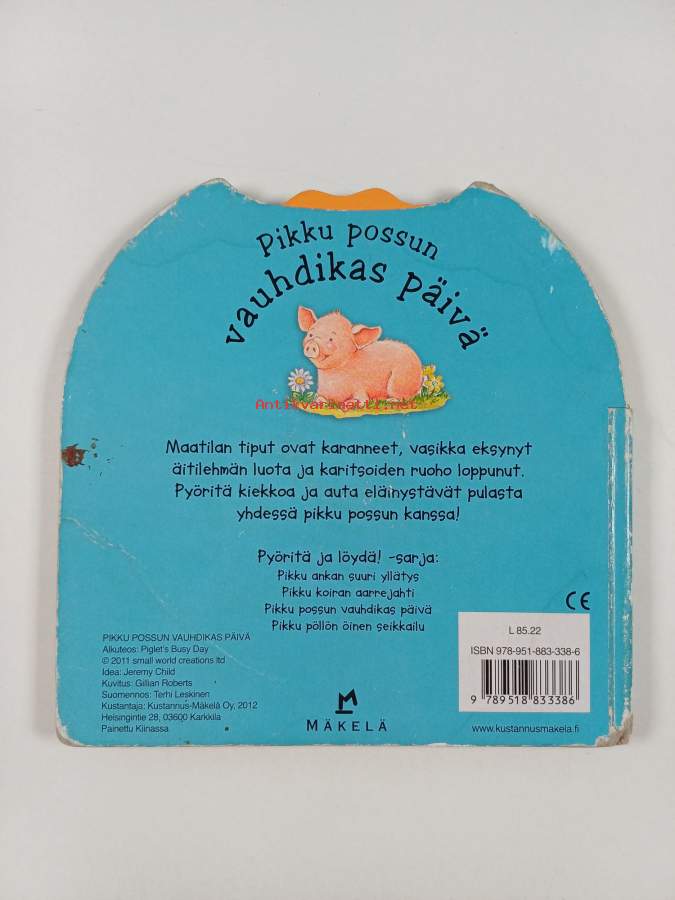 Pikku possun
vauhdikas päivä
Antikvariaatti.net
Maatilan tiput ovat karanneet, vasikka eksynyt
äitilehmän luota ja karitsoiden ruoho loppunut.
Pyöritä kiekkoa ja auta eläinystävät pulasta
yhdessä pikku possun kanssa!
Pyöritä ja löydä! -sarja:
Pikku ankan suuri yllätys
Pikku koiran aarrejahti
Pikku possun vauhdikas päivä
Pikku pöllön öinen seikkailu
CE
PIKKU POSSUN VAUHDIKAS PÄIVÄ
Alkuteos: Piglet's Busy Day
© 2011 small world creations ltd
Idea: Jeremy Child
Kuvitus: Gillian Roberts
Suomennos: Terhi Leskinen
Kustantaja: Kustannus-Mäkelä Oy, 2012
Helsingintie 28, 03600 Karkkila
Painettu Kiinassa
M
MÄKELÄ
L 85.22
ISBN 978-951-883-338-6
9 789518 833386
www.kustannusmakela.fi